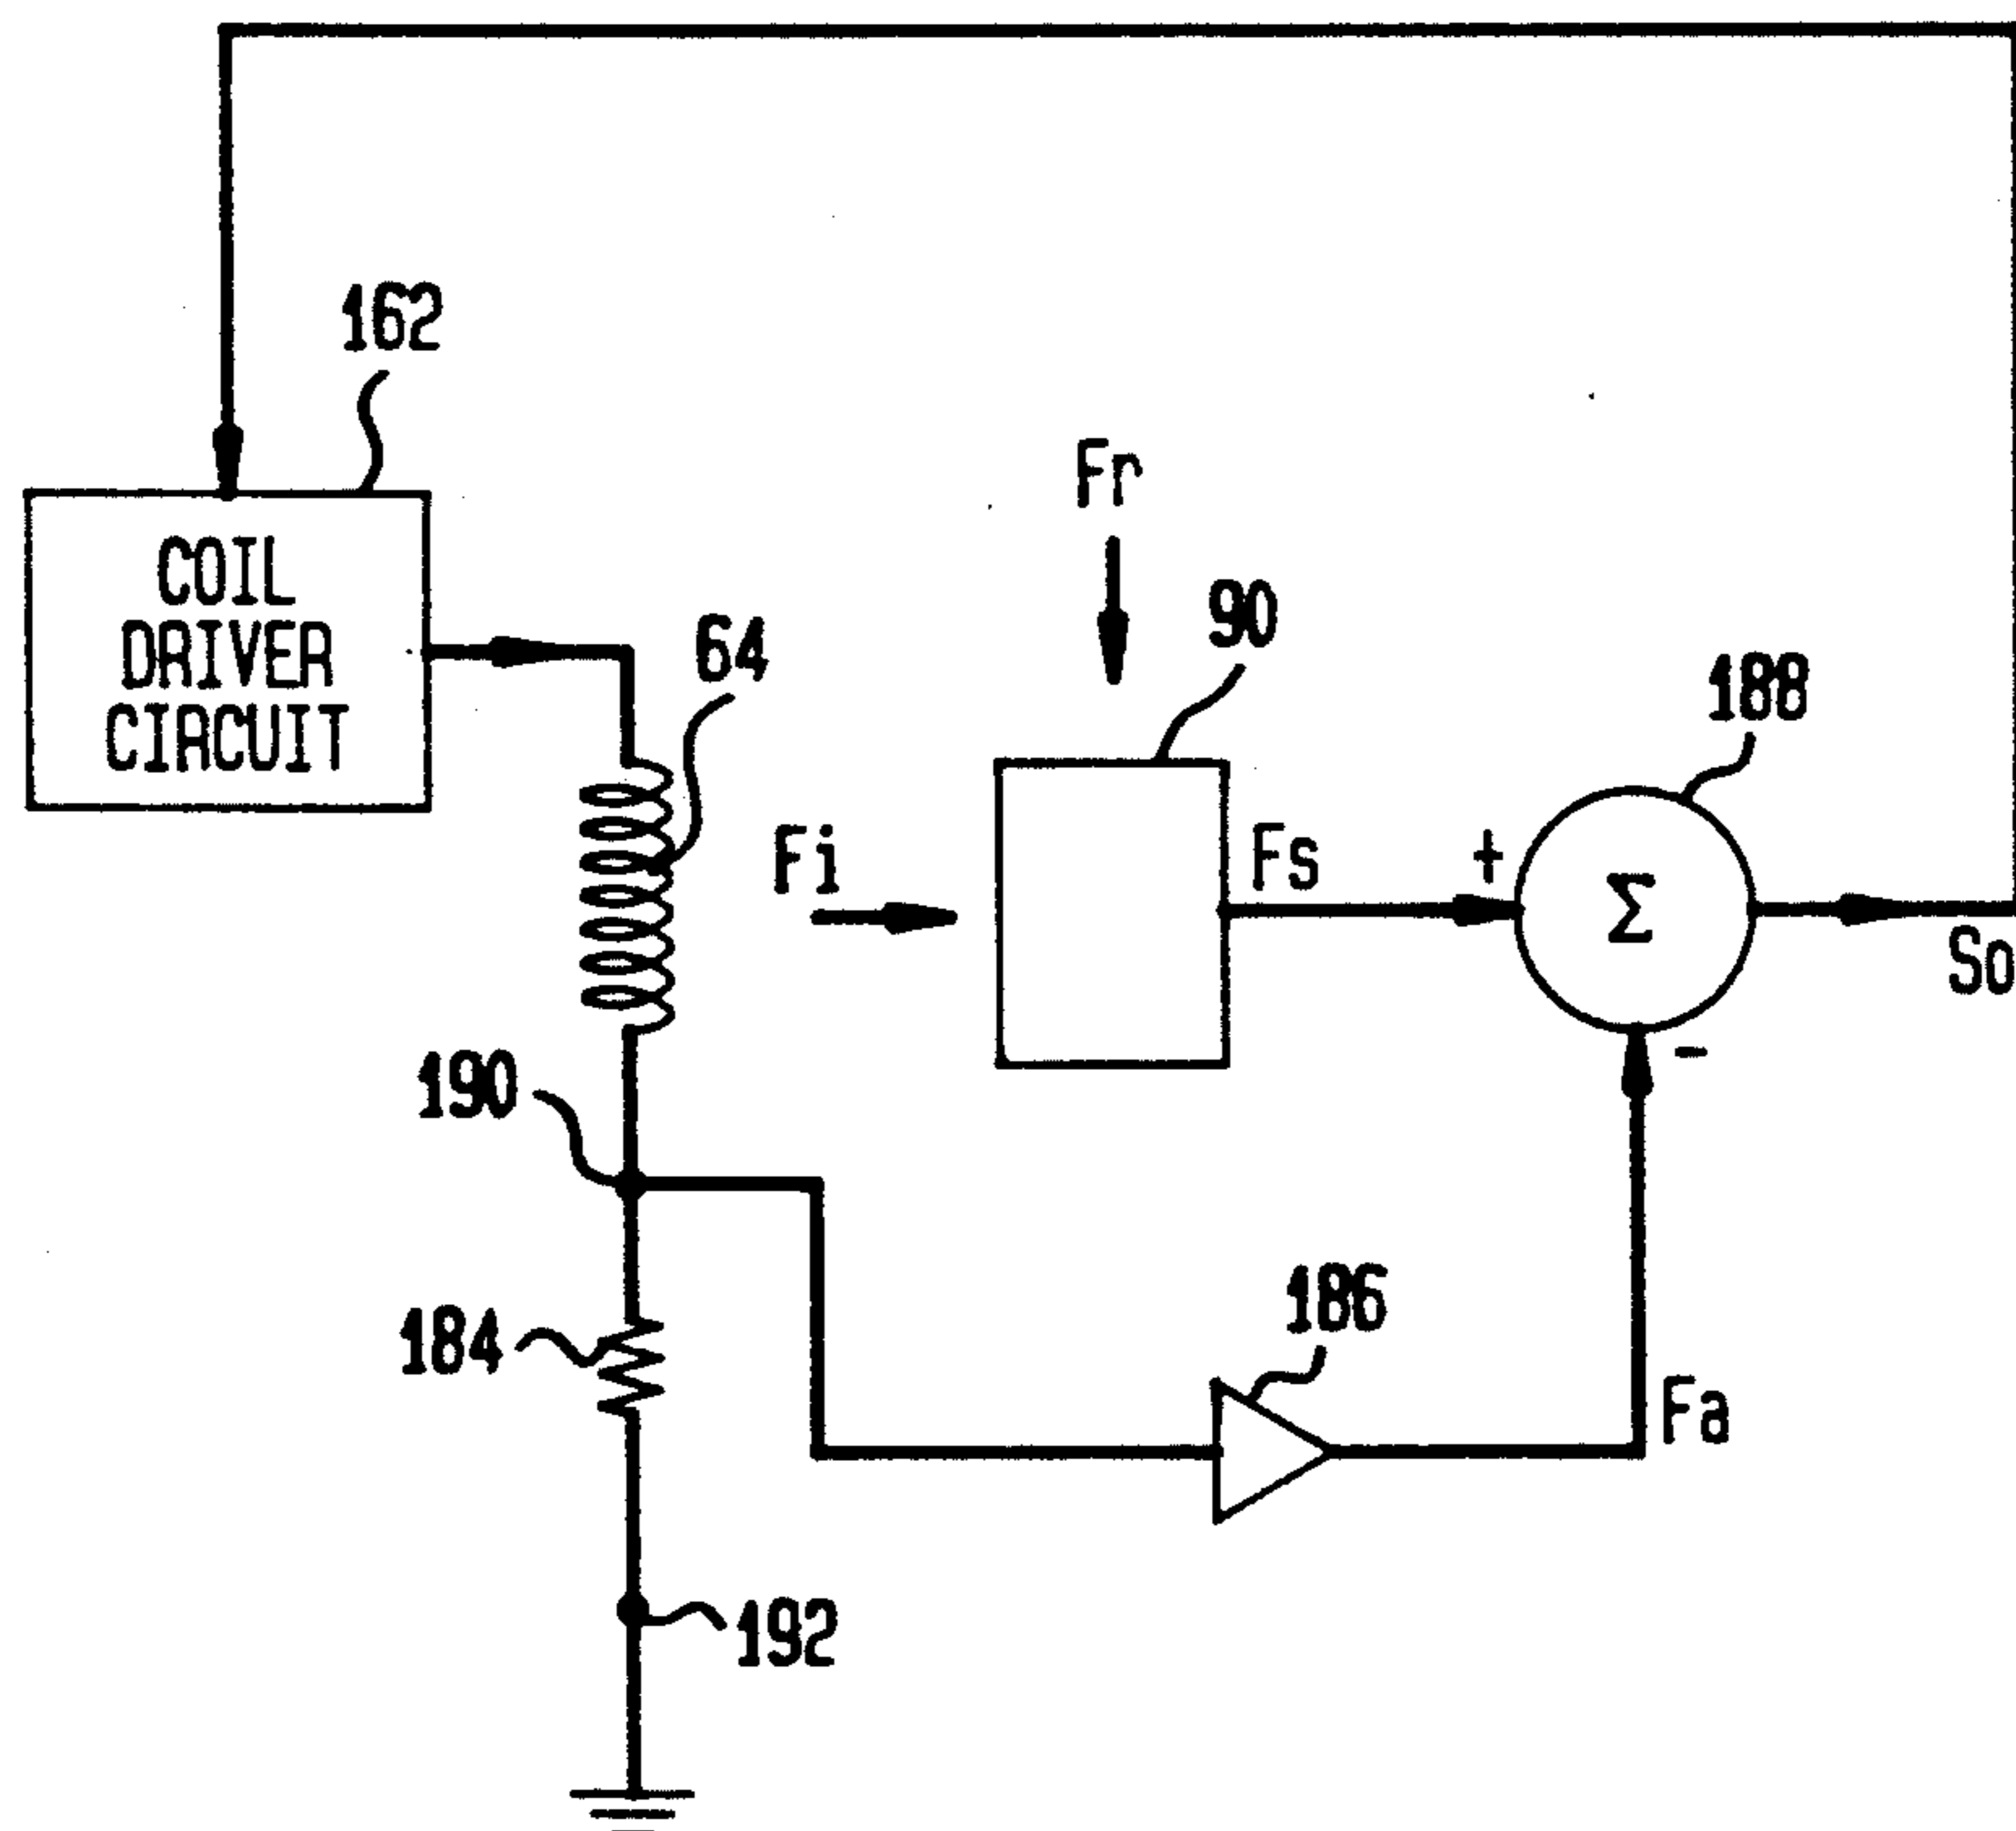 162
COIL
DRIVER
CIRCUIT
Fr
90
64
188
Fi
Fs
+
Σ
So
-
190
186
184
Fa
192